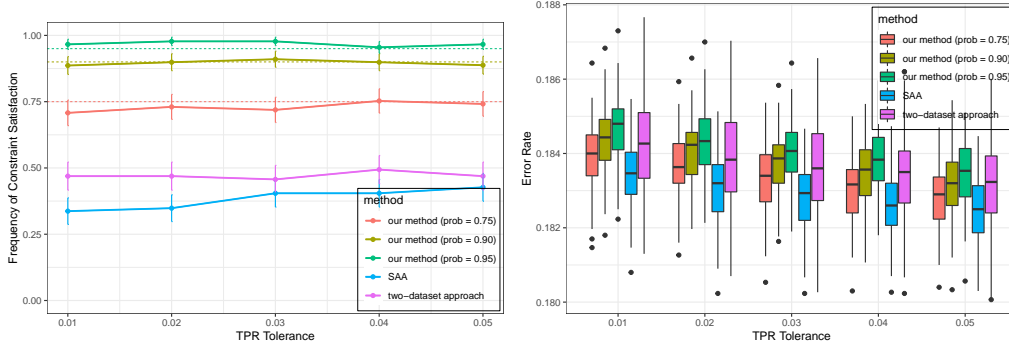 Frequency of Constraint Satisfaction
1.00
0.75
0.50
0.25
0.00
0.01
0.02
0.03
0.04
0.05
TPR Tolerance
method
our method (prob = 0.75)
our method (prob = 0.90)
our method (prob = 0.95)
SAA
two−dataset approach
Error Rate
0.188
0.186
0.184
0.182
0.180
0.01
0.02
0.03
0.04
0.05
TPR Tolerance
method
our method (prob = 0.75)
our method (prob = 0.90)
our method (prob = 0.95)
SAA
two−dataset approach